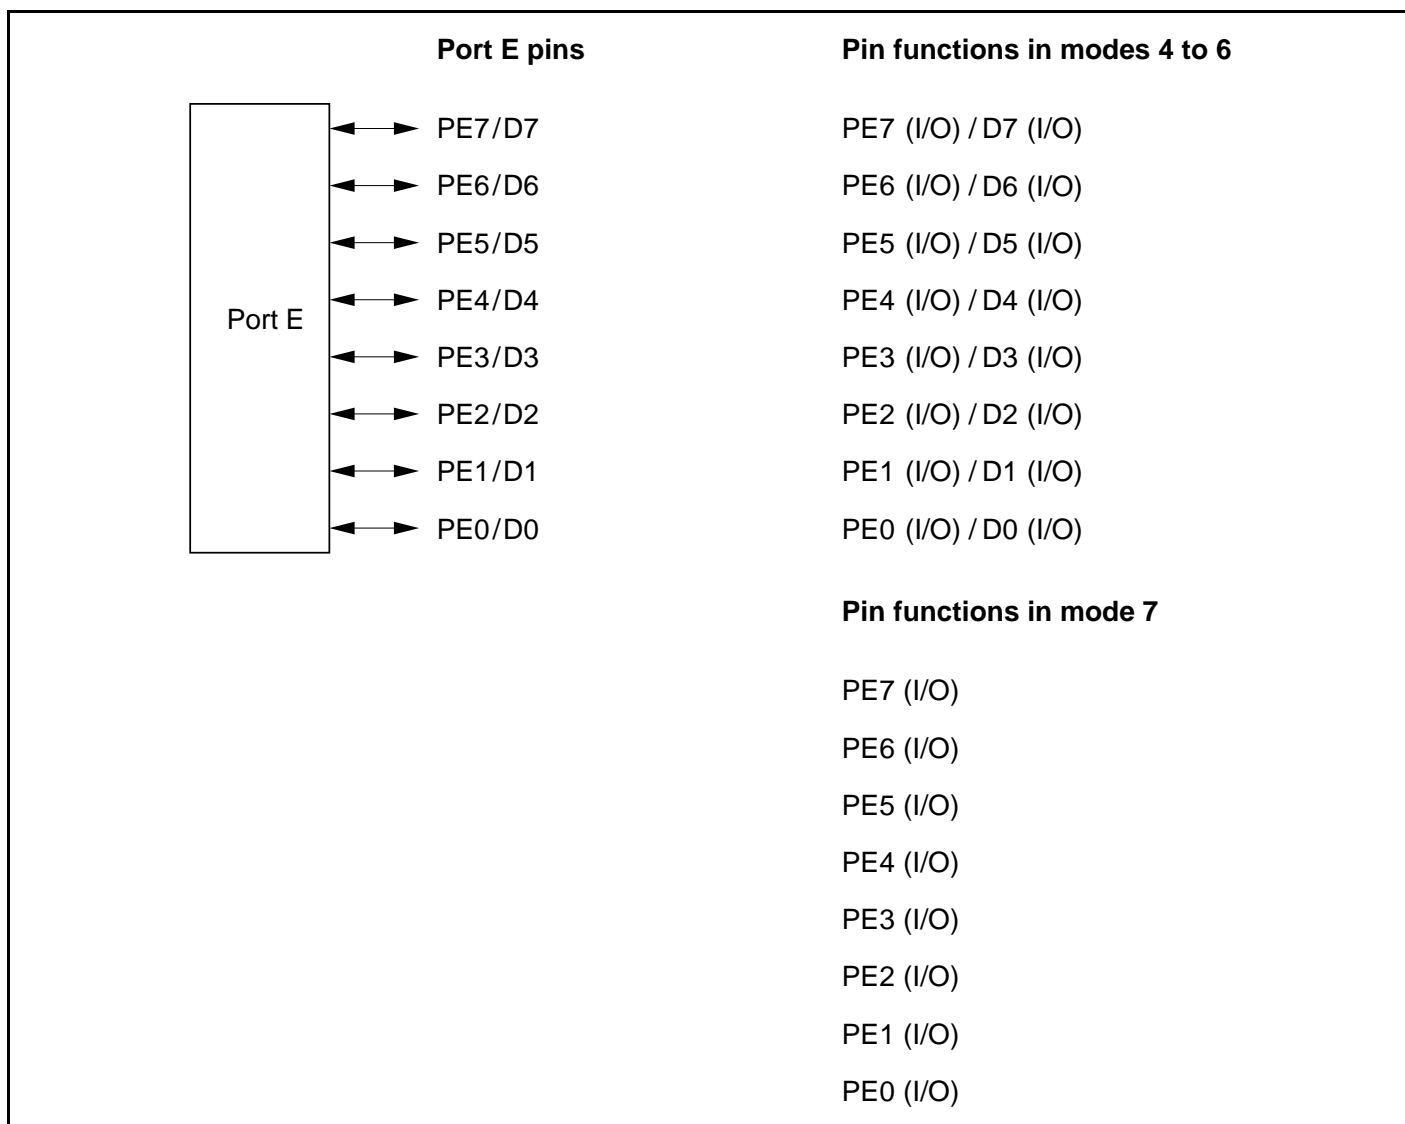 Port E pins Pin functions in modes 4 to 6
PE7/D7 PE7 (I/O) / D7 (I/O)
PE6/D6 PE6 (I/O) / D6 (I/O)
PE5/D5 PE5 (I/O) / D5 (I/O)
PE4/D4 PE4 (I/O) / D4 (I/O)
Port E
PE3/D3 PE3 (I/O) / D3 (I/O)
PE2/D2 PE2 (I/O) / D2 (I/O)
PE1/D1 PE1 (I/O) / D1 (I/O)
PE0/D0 PE0 (I/O) / D0 (I/O)
Pin functions in mode 7
PE7 (I/O)
PE6 (I/O)
PE5 (I/O)
PE4 (I/O)
PE3 (I/O)
PE2 (I/O)
PE1 (I/O)
PE0 (I/O)